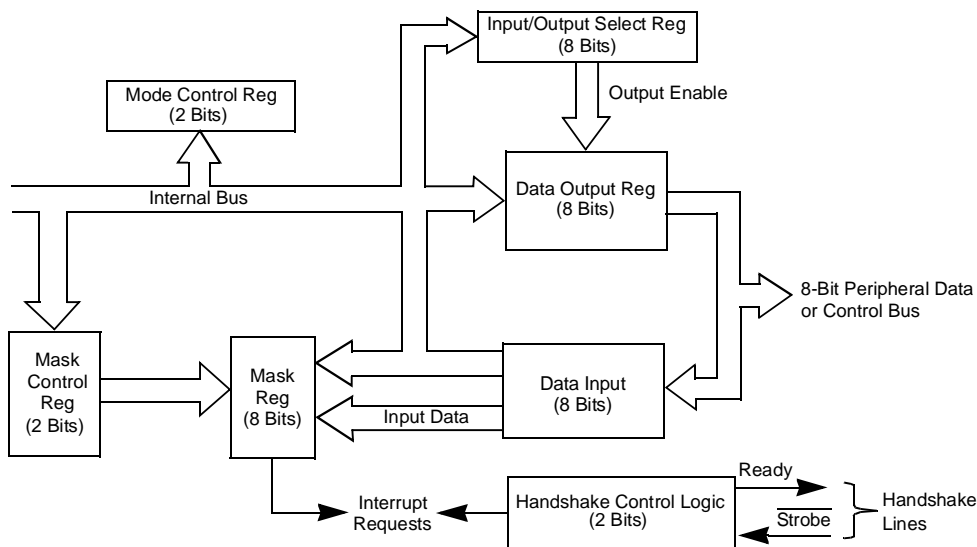 Input/Output Select Reg
(8 Bits)
Mode Control Reg
(2 Bits)
Output Enable
Internal Bus
Data Output Reg
(8 Bits)
8-Bit Peripheral Data
or Control Bus
Mask
Control
Reg
(2 Bits)
Mask
Reg
(8 Bits)
Data Input
(8 Bits)
Input Data
Interrupt
Requests
Handshake Control Logic
(2 Bits)
Ready
Strobe
Handshake
Lines